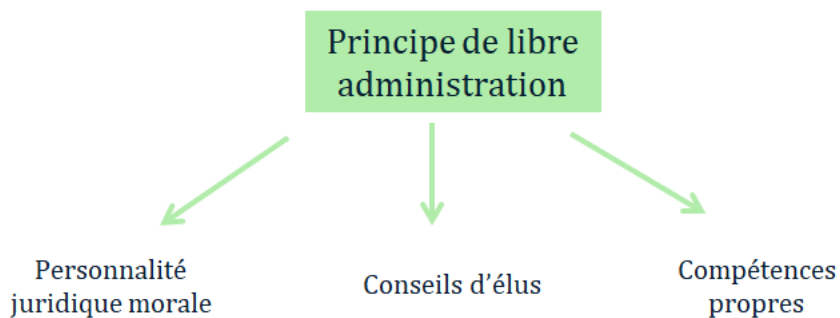 Principe de libre
administration
Personnalité
juridique morale
Conseils d'élus
Compétences
propres